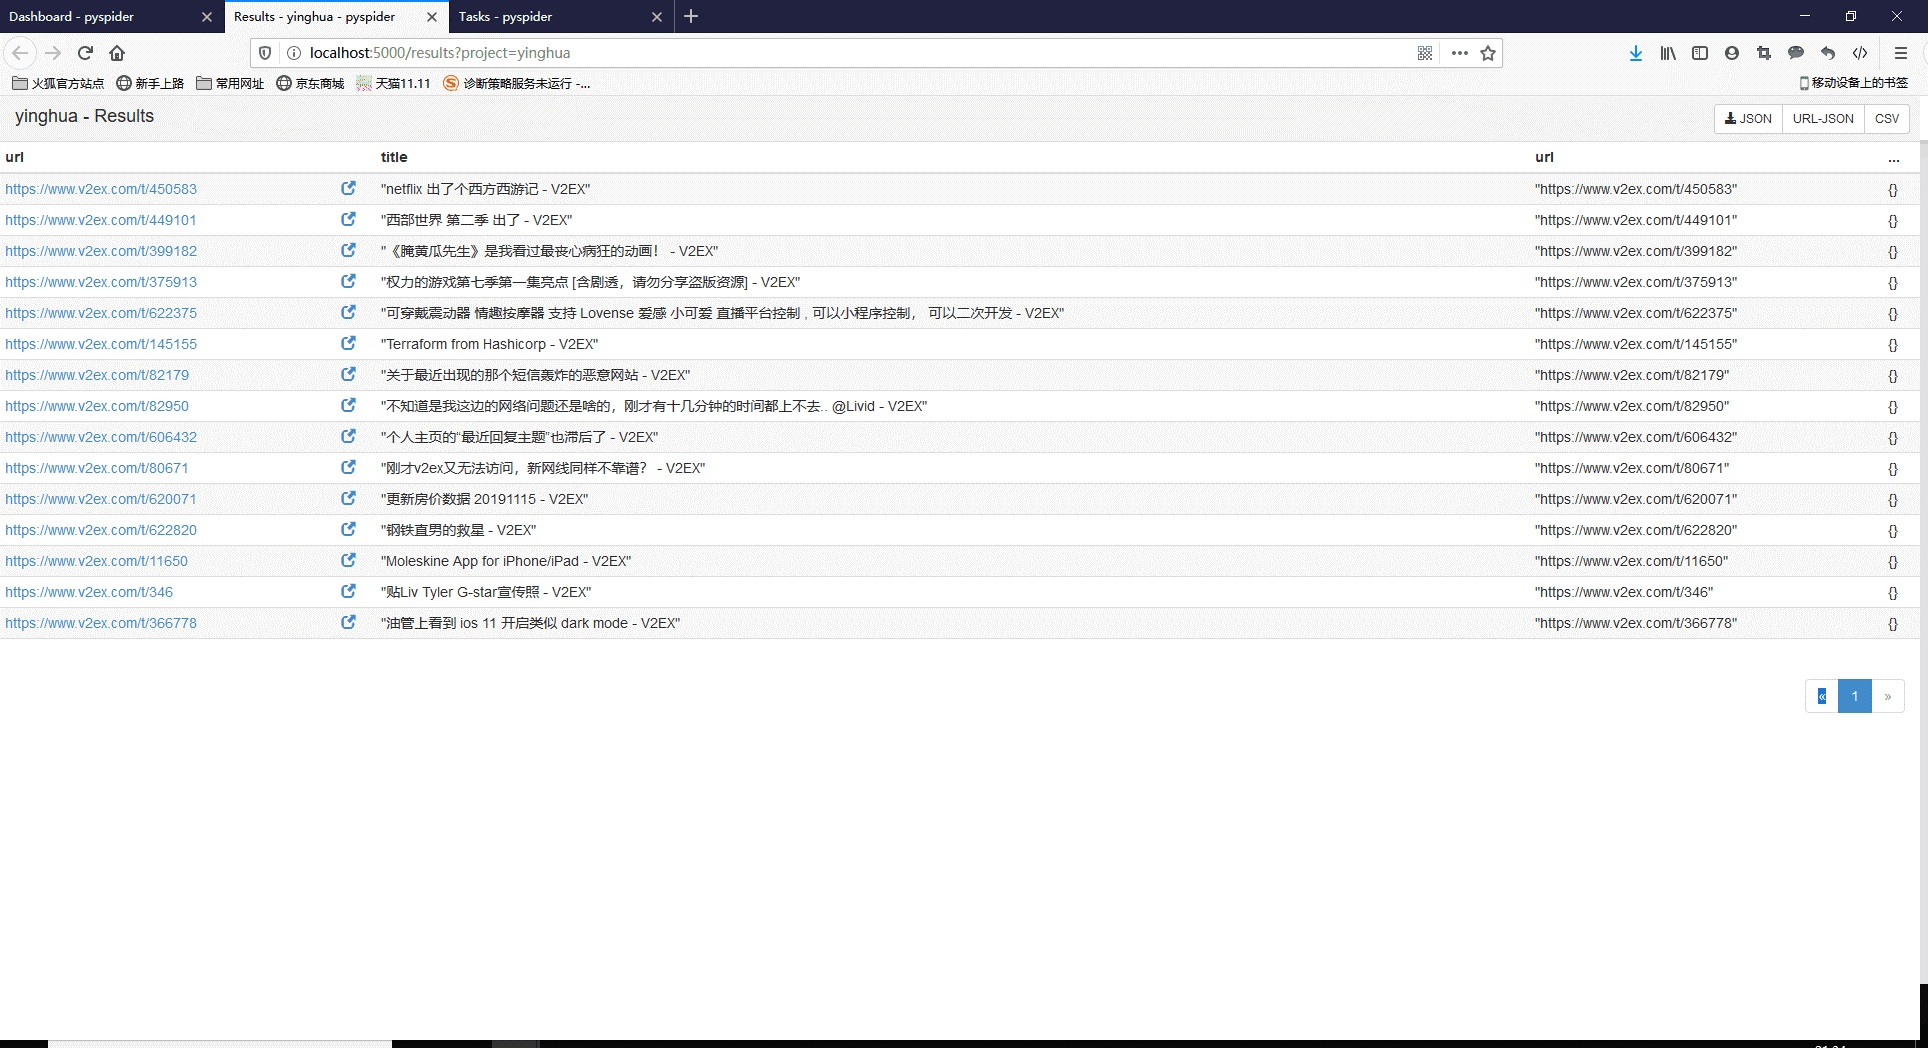 Dashboard - pyspider Results - yinghua - pyspider Tasks - pyspider
localhost:5000/results?project=yinghua
火狐官方站点 新手上路 常用网址 京东商城 天猫11.11 诊断策略服务未运行 -... 移动设备上的书签
yinghua - Results JSON URL-JSON CSV
url title url ...
https://www.v2ex.com/t/450583 "netflix 出了个西方西游记 - V2EX" "https://www.v2ex.com/t/450583" {}
https://www.v2ex.com/t/449101 "西部世界 第二季 出了 - V2EX" "https://www.v2ex.com/t/449101" {}
https://www.v2ex.com/t/399182 "《腌黄瓜先生》是我看过最丧心病狂的动画！ - V2EX" "https://www.v2ex.com/t/399182" {}
https://www.v2ex.com/t/375913 "权力的游戏第七季第一集亮点 [含剧透，请勿分享盗版资源] - V2EX" "https://www.v2ex.com/t/375913" {}
https://www.v2ex.com/t/622375 "可穿戴震动器 情趣按摩器 支持 Lovense 爱感 小可爱 直播平台控制 , 可以小程序控制， 可以二次开发 - V2EX" "https://www.v2ex.com/t/622375" {}
https://www.v2ex.com/t/145155 "Terraform from Hashicorp - V2EX" "https://www.v2ex.com/t/145155" {}
https://www.v2ex.com/t/82179 "关于最近出现的那个短信轰炸的恶意网站 - V2EX" "https://www.v2ex.com/t/82179" {}
https://www.v2ex.com/t/82950 "不知道是我这边的网络问题还是啥的，刚才有十几分钟的时间都上不去.. @Livid - V2EX" "https://www.v2ex.com/t/82950" {}
https://www.v2ex.com/t/606432 "个人主页的“最近回复主题”也滞后了 - V2EX" "https://www.v2ex.com/t/606432" {}
https://www.v2ex.com/t/80671 "刚才v2ex又无法访问，新网线同样不靠谱？ - V2EX" "https://www.v2ex.com/t/80671" {}
https://www.v2ex.com/t/620071 "更新房价数据 20191115 - V2EX" "https://www.v2ex.com/t/620071" {}
https://www.v2ex.com/t/622820 "钢铁直男的救星 - V2EX" "https://www.v2ex.com/t/622820" {}
https://www.v2ex.com/t/11650 "Moleskine App for iPhone/iPad - V2EX" "https://www.v2ex.com/t/11650" {}
https://www.v2ex.com/t/346 "贴Liv Tyler G-star宣传照 - V2EX" "https://www.v2ex.com/t/346" {}
https://www.v2ex.com/t/366778 "油管上看到 ios 11 开启类似 dark mode - V2EX" "https://www.v2ex.com/t/366778" {}
« 1 »